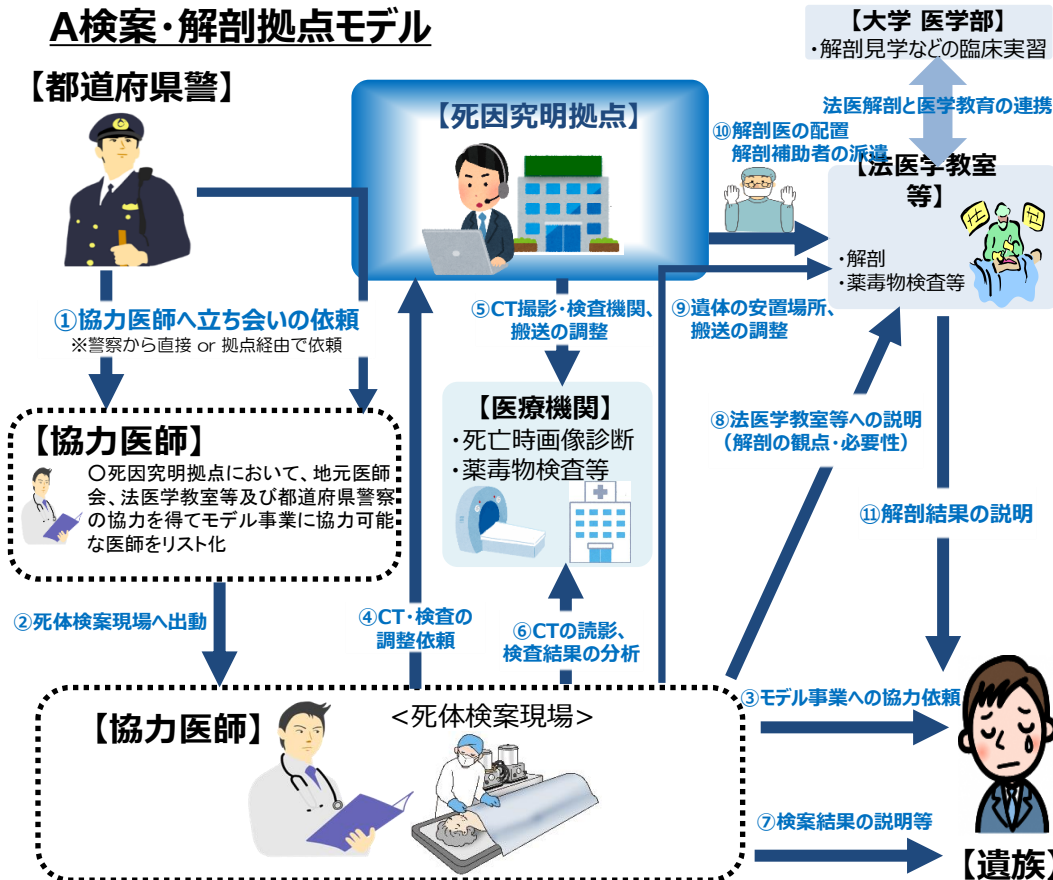 A検案・解剖拠点モデル
【大学 医学部】
・解剖見学などの臨床実習
【都道府県警】
【死因究明拠点】
法医解剖と医学教育の連携
⑩解剖医の配置
解剖補助者の派遣
【法医学教室
等】
・解剖
・薬毒物検査等
①協力医師へ立ち会いの依頼
※警察から直接 or 拠点経由で依頼
⑤CT撮影・検査機関、
搬送の調整
⑨遺体の安置場所、
搬送の調整
【協力医師】
〇死因究明拠点において、地元医師
会、法医学教室等及び都道府県警察
の協力を得てモデル事業に協力可能
な医師をリスト化
【医療機関】
・死亡時画像診断
・薬毒物検査等
⑧法医学教室等への説明
（解剖の観点・必要性）
⑪解剖結果の説明
②死体検案現場へ出動
④CT・検査の
調整依頼
⑥CTの読影、
検査結果の分析
③モデル事業への協力依頼
【協力医師】
<死体検案現場>
⑦検案結果の説明等
【遺族】